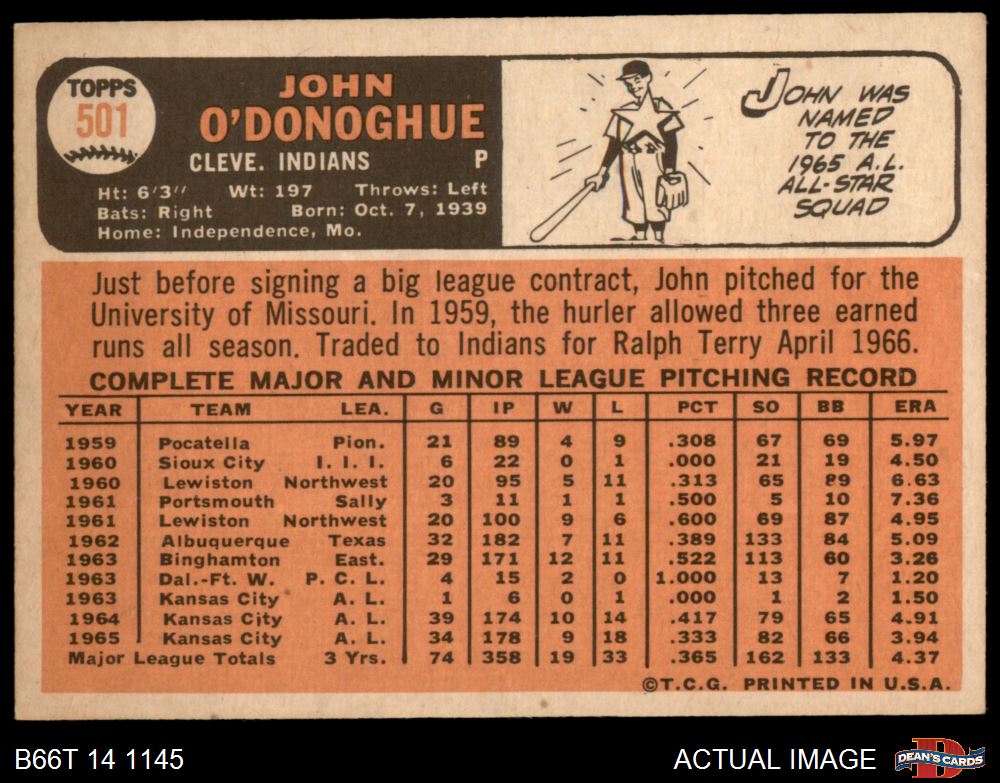 TOPPS
501
JOHN
O'DONOGHUE
CLEVE. INDIANS P
Ht: 6'3" Wt: 197 Throws: Left
Bats: Right Born: Oct. 7, 1939
Home: Independence, Mo.
JOHN WAS
NAMED
TO THE
1965 A.L.
ALL-STAR
SQUAD
Just before signing a big league contract, John pitched for the
University of Missouri. In 1959, the hurler allowed three earned
runs all season. Traded to Indians for Ralph Terry April 1966.
COMPLETE MAJOR AND MINOR LEAGUE PITCHING RECORD
YEAR TEAM LEA. G IP W L PCT SO BB ERA
1959 Pocatella Pion. 21 89 4 9 .308 67 69 5.97
1960 Sioux City I. I. I. 6 22 0 1 .000 21 19 4.50
1960 Lewiston Northwest 20 95 5 11 .313 65 89 6.63
1961 Portsmouth Sally 3 11 1 1 .500 5 10 7.36
1961 Lewiston Northwest 20 100 9 6 .600 69 87 4.95
1962 Albuquerque Texas 32 182 7 11 .389 133 84 5.09
1963 Binghamton East. 29 171 12 11 .522 113 60 3.26
1963 Dal.-Ft. W. P. C. L. 4 15 2 0 1.000 13 7 1.20
1963 Kansas City A. L. 1 6 0 1 .000 1 2 1.50
1964 Kansas City A. L. 39 174 10 14 .417 79 65 4.91
1965 Kansas City A. L. 34 178 9 18 .333 82 66 3.94
Major League Totals 3 Yrs. 74 358 19 33 .365 162 133 4.37
©T.C.G. PRINTED IN U.S.A.
B66T 14 1145 ACTUAL IMAGE
D
DEAN'S CARDS